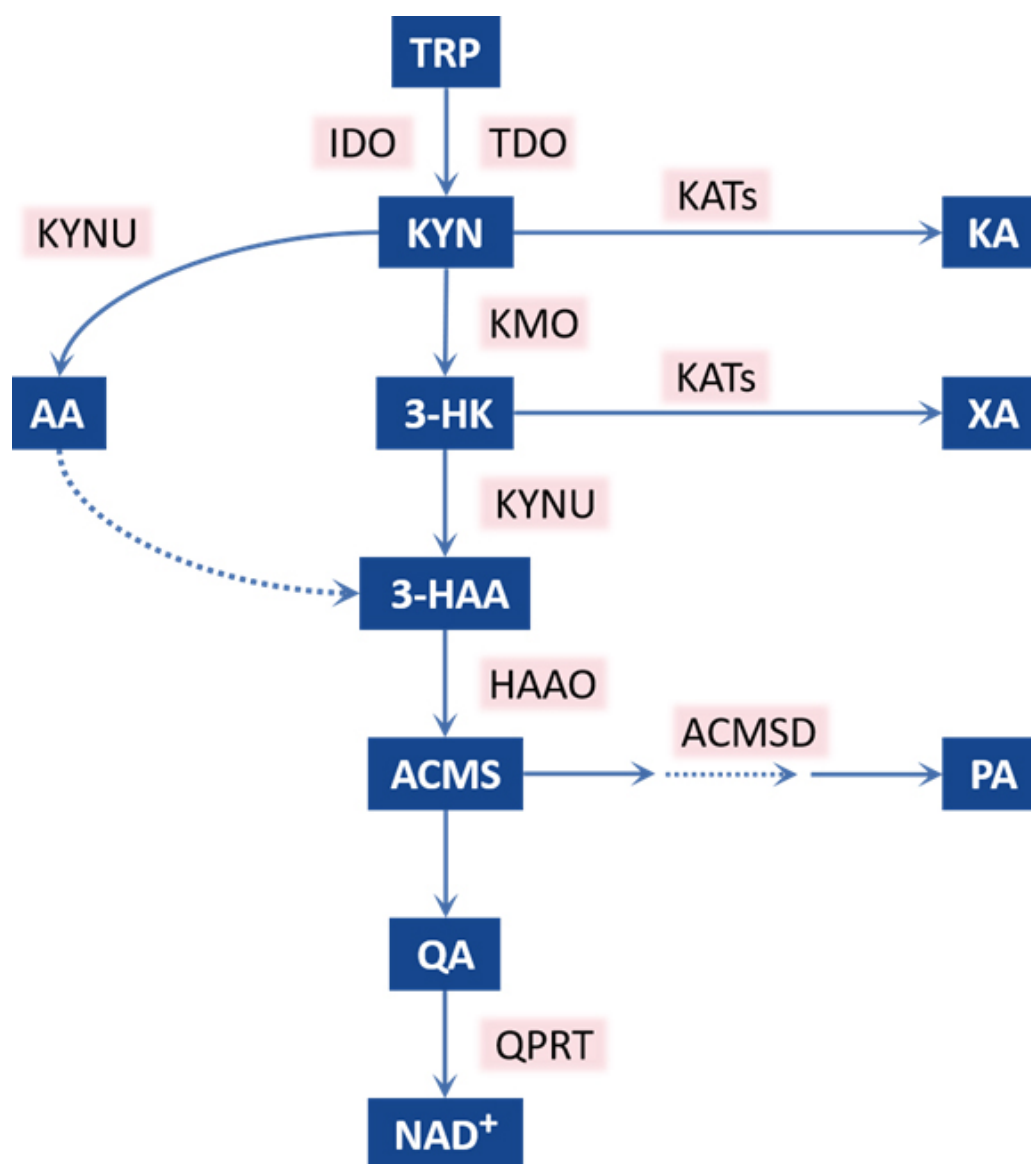 TRP
IDO
TDO
KATs
KYNU
KYN
KA
KMO
KATs
AA
3-HK
XA
KYNU
3-HAA
HAAO
ACMSD
ACMS
PA
QA
QPRT
NAD⁺